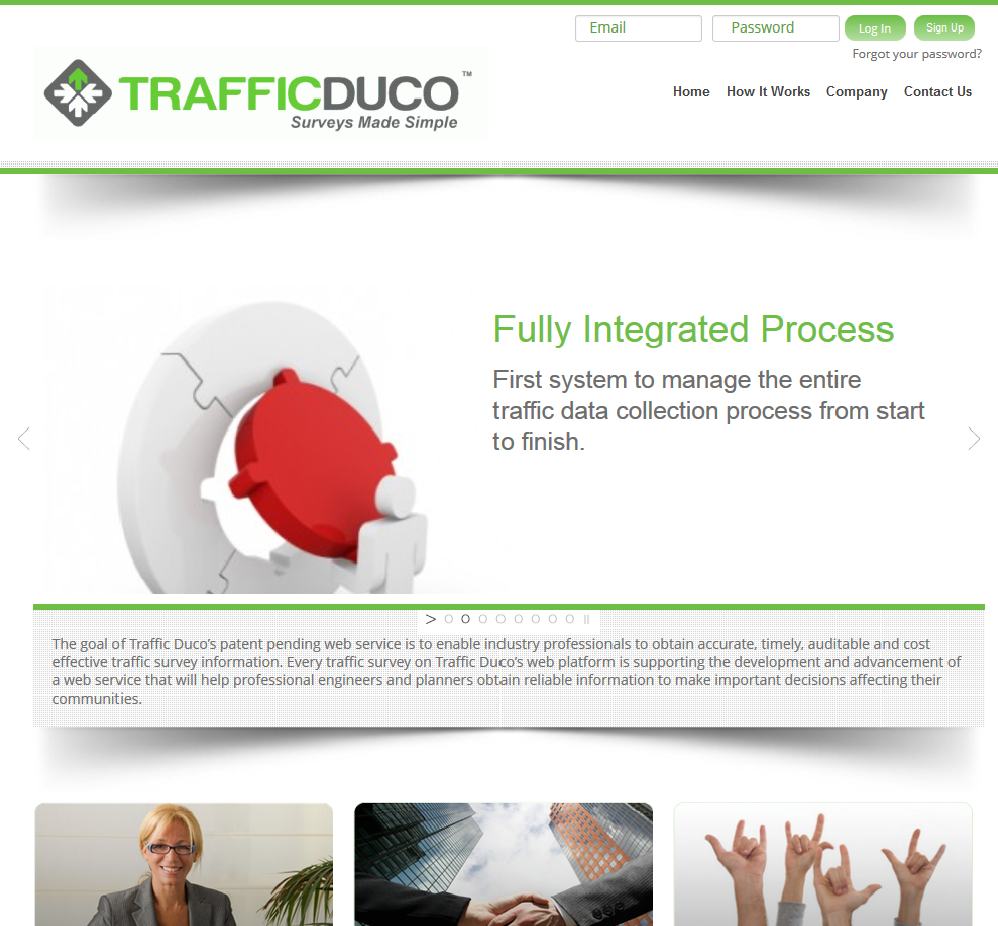 Email Password Log In Sign Up
Forgot your password?
TRAFFICDUCO™
Surveys Made Simple
Home How It Works Company Contact Us
Fully Integrated Process
First system to manage the entire
traffic data collection process from start
to finish.
The goal of Traffic Duco’s patent pending web service is to enable industry professionals to obtain accurate, timely, auditable and cost
effective traffic survey information. Every traffic survey on Traffic Duco’s web platform is supporting the development and advancement of
a web service that will help professional engineers and planners obtain reliable information to make important decisions affecting their
communities.